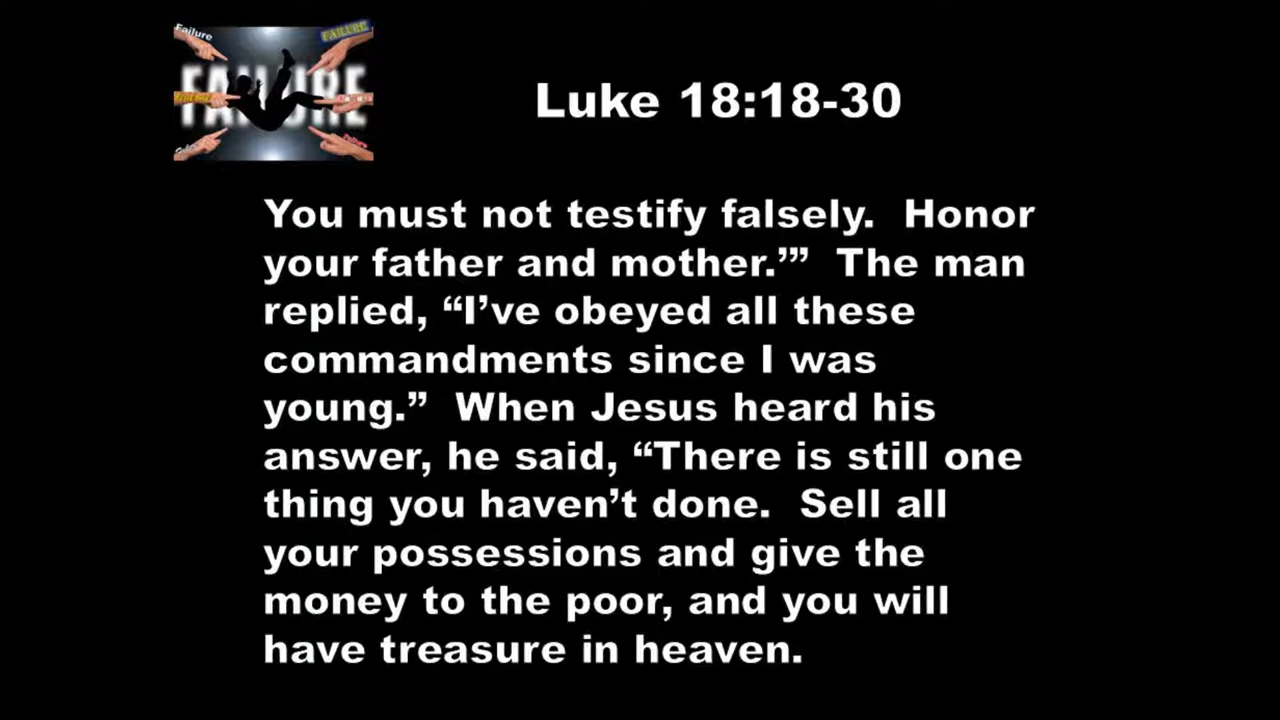 Failure
FAILURE
FAILURE
Luke 18:18-30
You must not testify falsely.  Honor
your father and mother.’”  The man
replied, “I’ve obeyed all these
commandments since I was
young.”  When Jesus heard his
answer, he said, “There is still one
thing you haven’t done.  Sell all
your possessions and give the
money to the poor, and you will
have treasure in heaven.